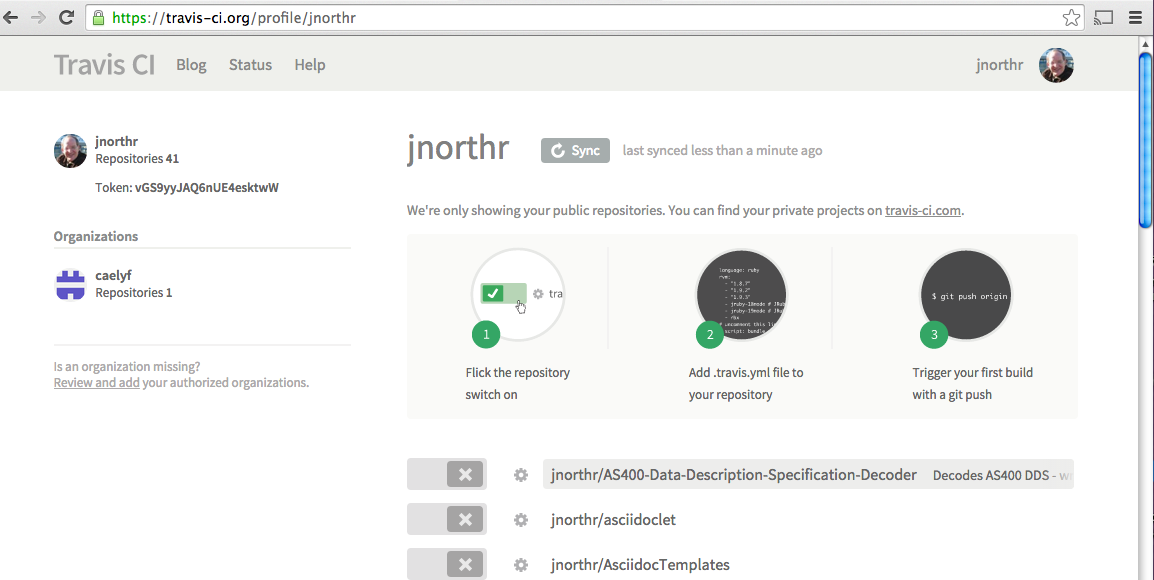 https://travis-ci.org/profile/jnorthr
Travis CI Blog Status Help jnorthr
jnorthr
Repositories 41
Token: vGS9yyJAQ6nUE4esktwW
Organizations
caelyf
Repositories 1
Is an organization missing?
Review and add your authorized organizations.
jnorthr Sync last synced less than a minute ago
We're only showing your public repositories. You can find your private projects on travis-ci.com.
tra
1
Flick the repository
switch on
language: ruby
rvm:
- "1.8.7"
- "1.9.2"
- "1.9.3"
- jruby-18mode # JRub
- jruby-19mode # JR
- rbx
# uncomment this li
script: bundle
2
Add .travis.yml file to
your repository
$ git push origin
3
Trigger your first build
with a git push
jnorthr/AS400-Data-Description-Specification-Decoder Decodes AS400 DDS -
jnorthr/asciidoclet
jnorthr/AsciidocTemplates